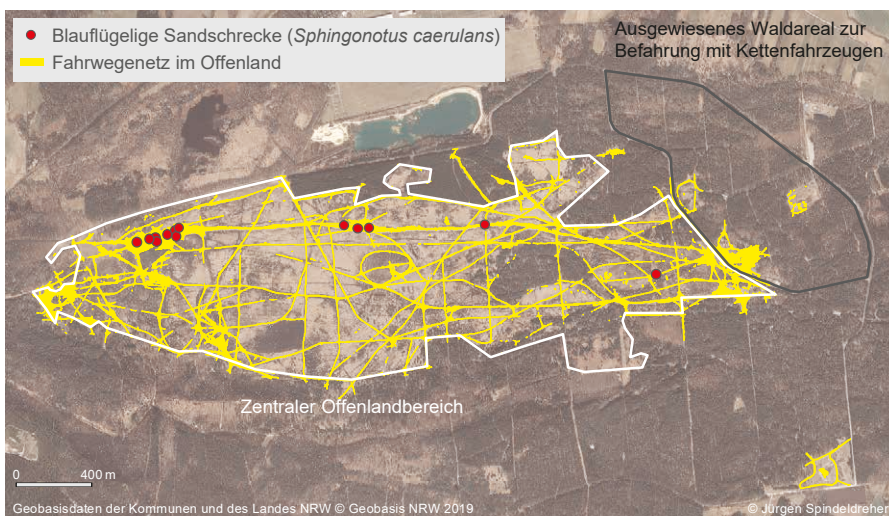 Blauflügelige Sandschrecke (Sphingonotus caerulans)
Fahrwegenetz im Offenland
Ausgewiesenes Waldareal zur
Befahrung mit Kettenfahrzeugen
Zentraler Offenlandbereich
0 400 m
Geobasisdaten der Kommunen und des Landes NRW © Geobasis NRW 2019
© Jürgen Spindeldreher